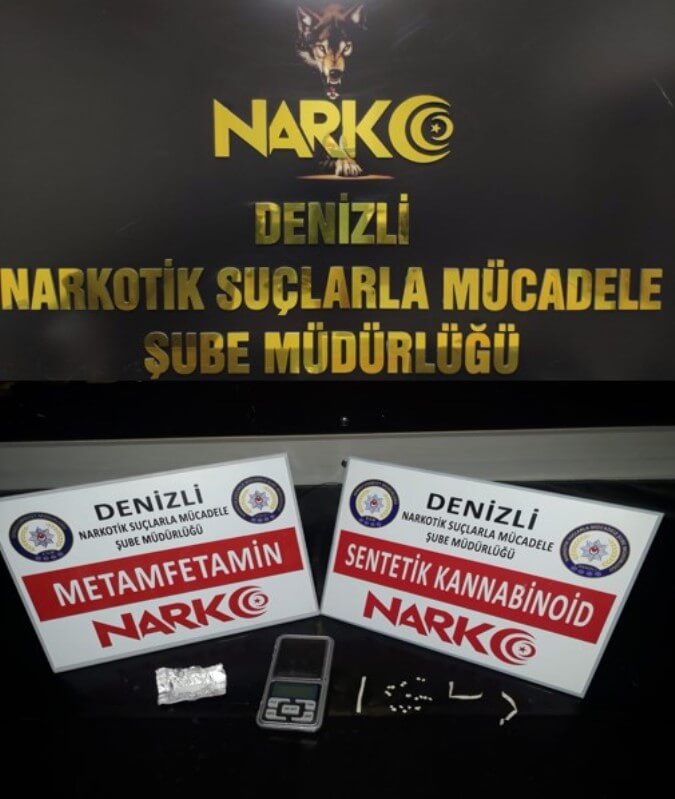 NARKO
DENİZLİ
NARKOTİK SUÇLARLA MÜCADELE
ŞUBE MÜDÜRLÜĞÜ
DENİZLİ
NARKOTİK SUÇLARLA MÜCADELE
ŞUBE MÜDÜRLÜĞÜ
METAMFETAMİN
NARKO
DENİZLİ
NARKOTİK SUÇLARLA MÜCADELE
ŞUBE MÜDÜRLÜĞÜ
SENTETİK KANNABİNOİD
NARKO